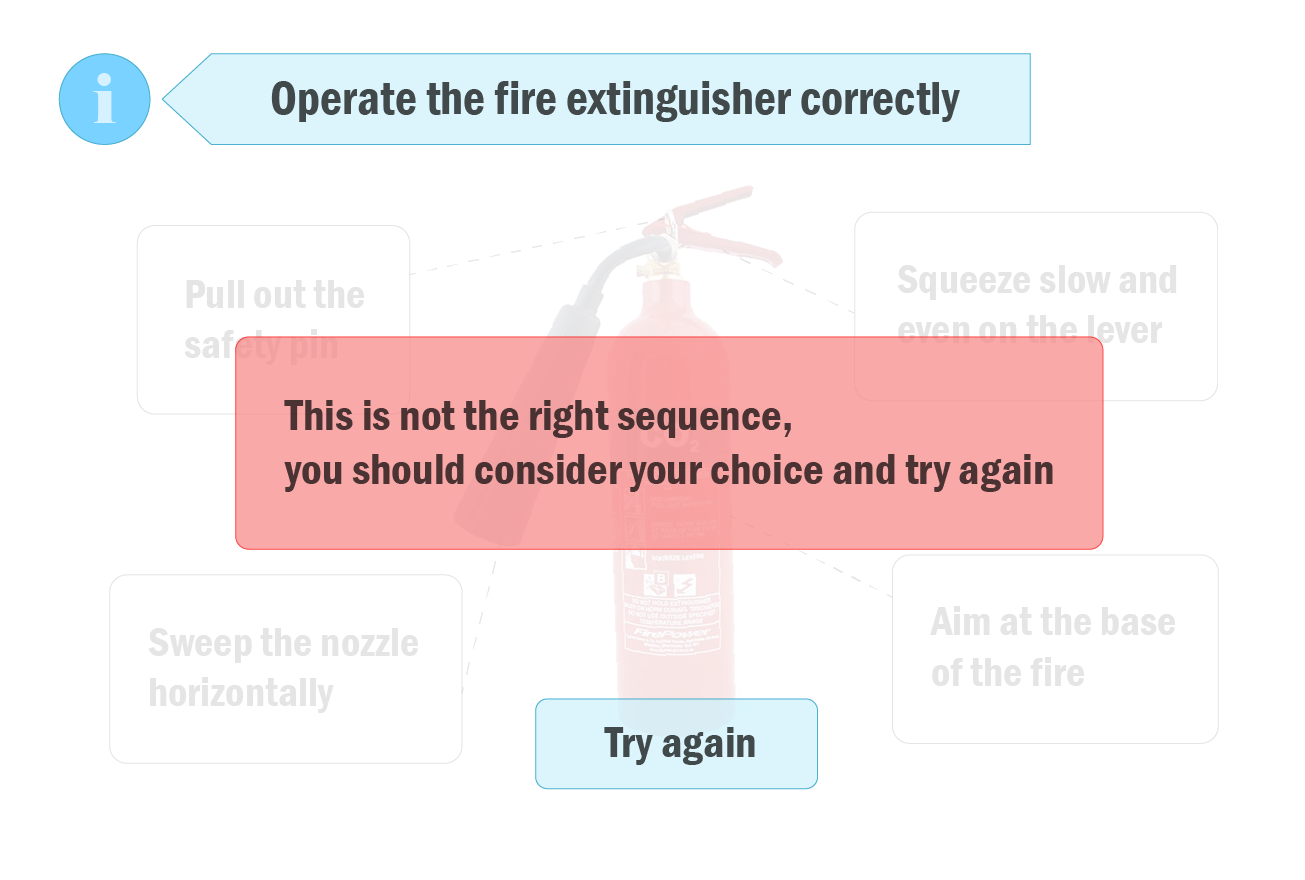 i
Operate the fire extinguisher correctly
Pull out the
safety pin
Squeeze slow and
even on the lever
This is not the right sequence,
you should consider your choice and try again
CO2
Sweep the nozzle
horizontally
Aim at the base
of the fire
B
FirePower
Try again